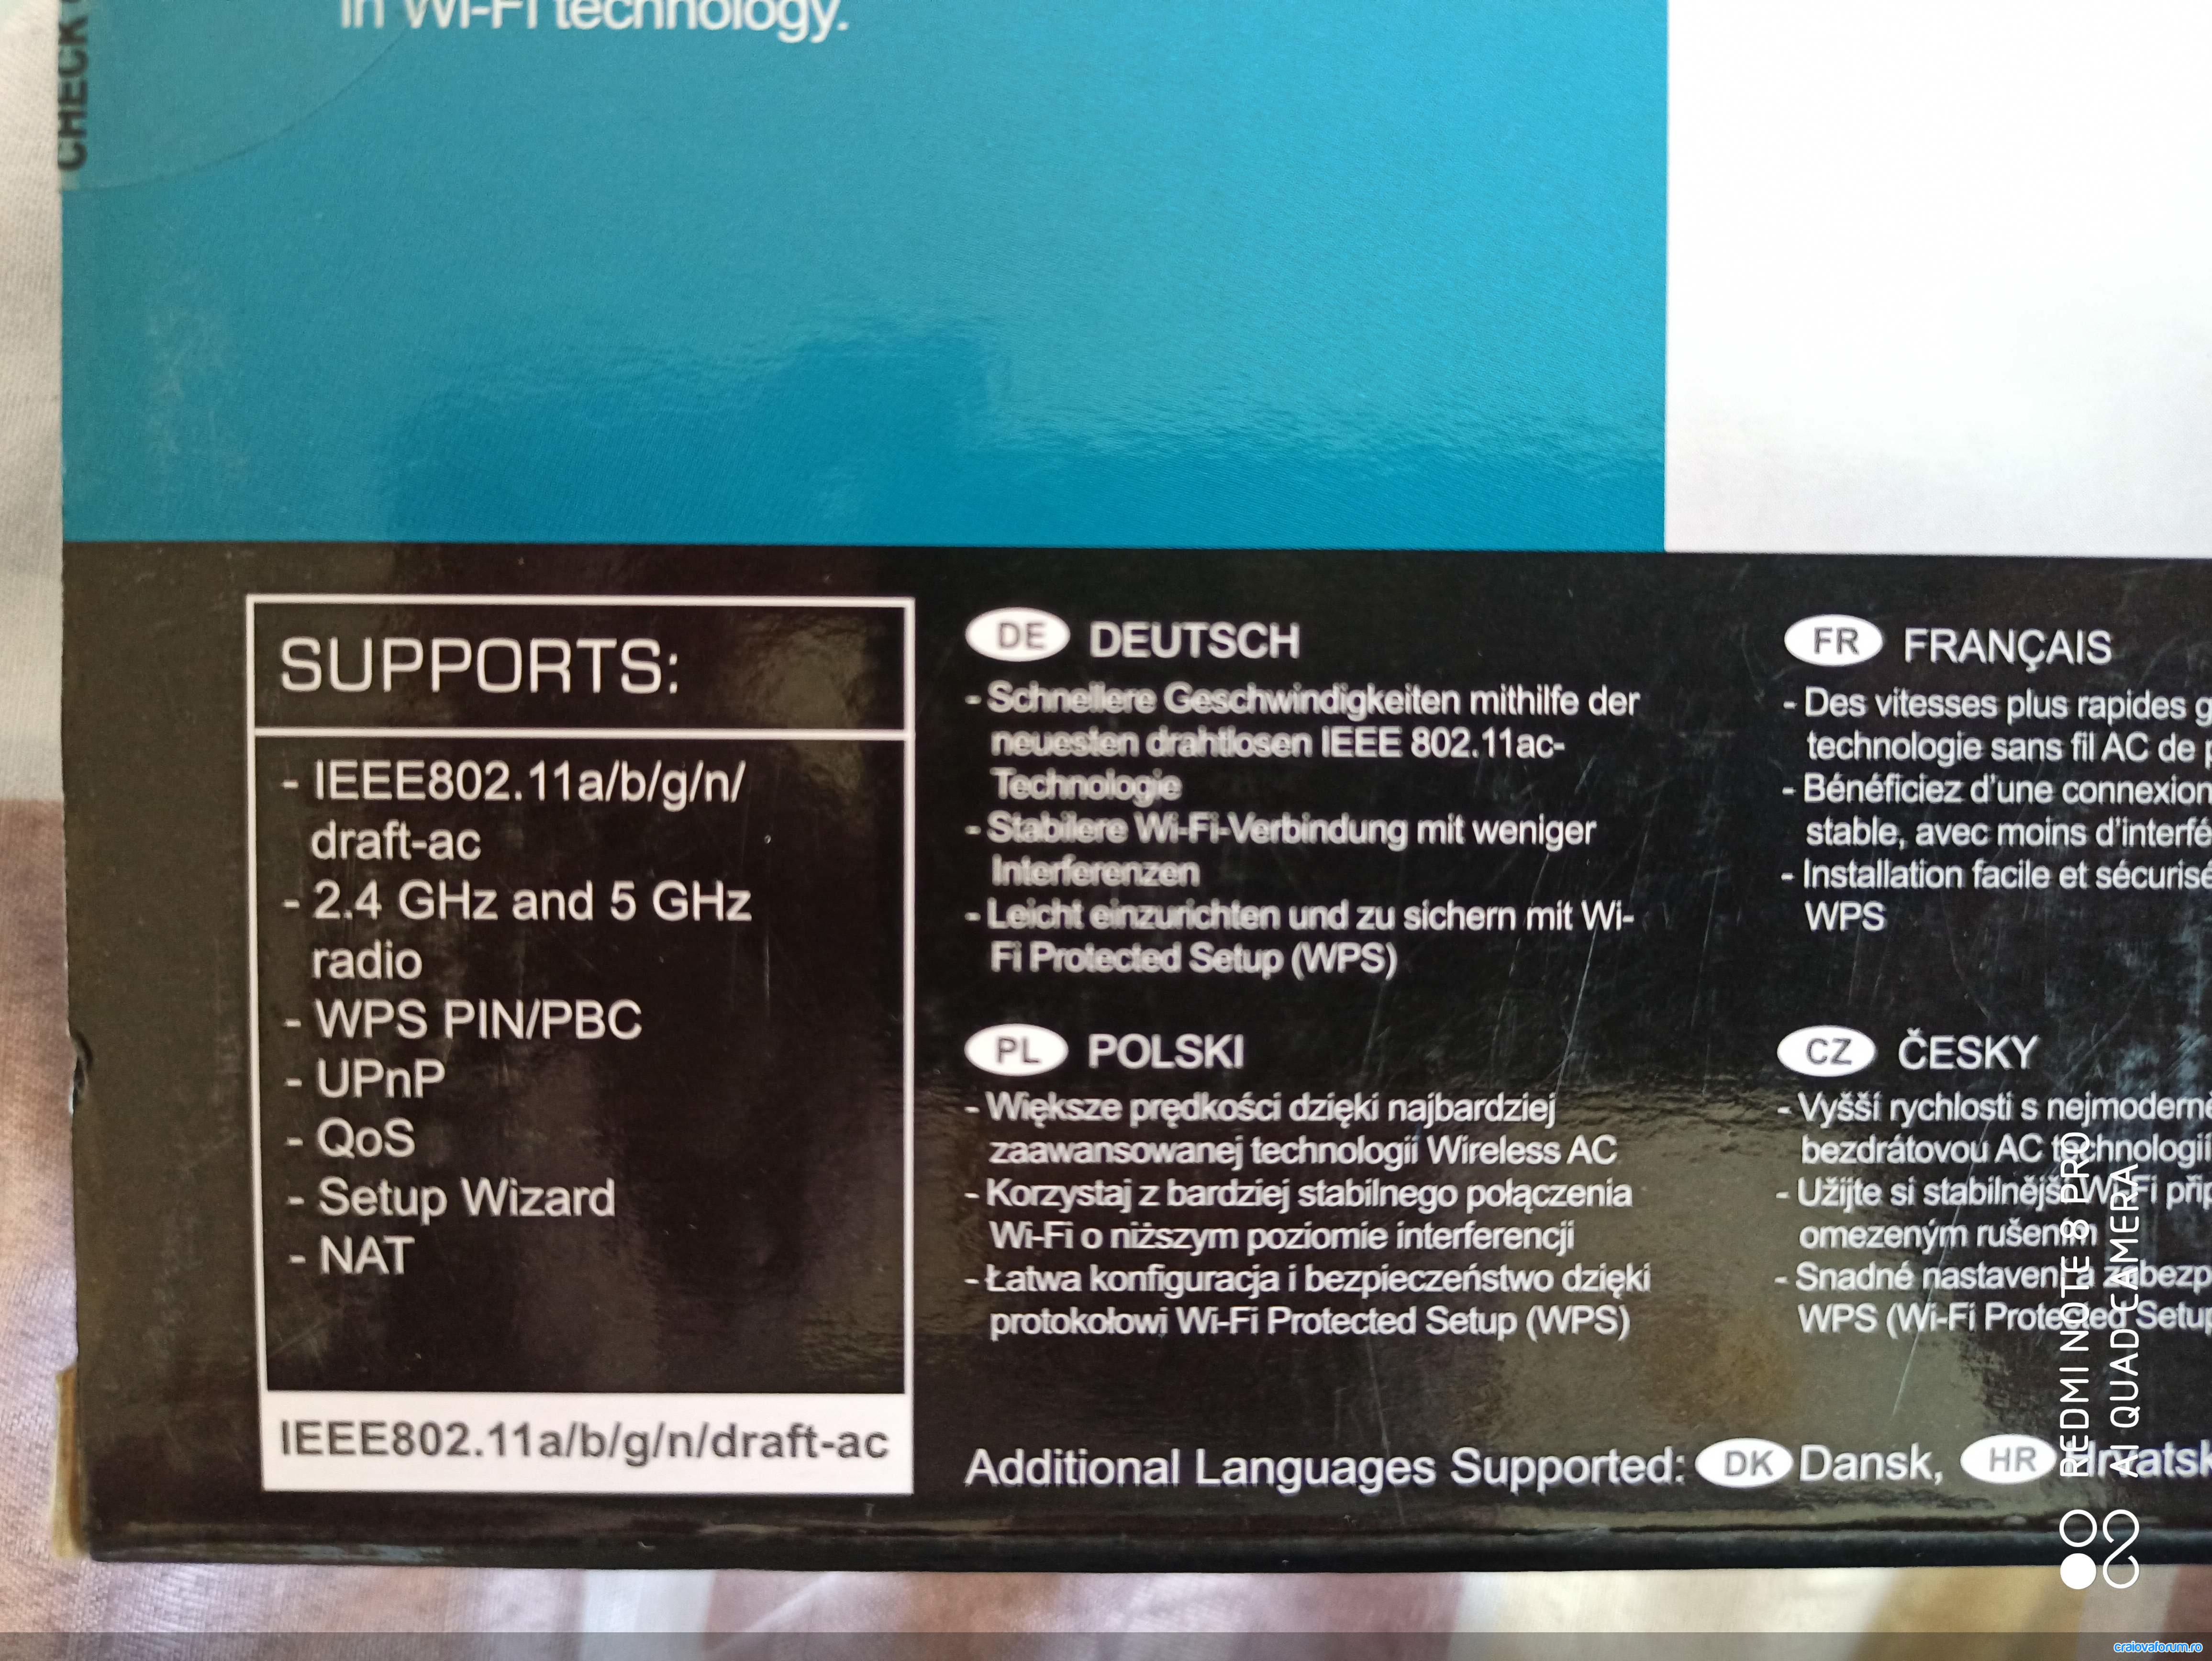 in Wi-Fi technology.
CHECK
SUPPORTS:
- IEEE802.11a/b/g/n/
draft-ac
- 2.4 GHz and 5 GHz
radio
- WPS PIN/PBC
- UPnP
- QoS
- Setup Wizard
- NAT
IEEE802.11a/b/g/n/draft-ac
DE DEUTSCH
- Schnellere Geschwindigkeiten mithilfe der
neuesten drahtlosen IEEE 802.11ac-
Technologie
- Stabilere Wi-Fi-Verbindung mit weniger
Interferenzen
- Leicht einzurichten und zu sichern mit Wi-
Fi Protected Setup (WPS)
FR FRANÇAIS
- Des vitesses plus rapides g
technologie sans fil AC de p
- Bénéficiez d'une connexion
stable, avec moins d'interfé
- Installation facile et sécurisé
WPS
PL POLSKI
- Większe prędkości dzięki najbardziej
zaawansowanej technologii Wireless AC
- Korzystaj z bardziej stabilnego połączenia
Wi-Fi o niższym poziomie interferencji
- Łatwa konfiguracja i bezpieczeństwo dzięki
protokołowi Wi-Fi Protected Setup (WPS)
CZ ČESKY
- Vyšší rychlosti s nejmoderně
bezdrátovou AC technologií
- Užijte si stabilnější Wi-Fi přip
omezeným rušením
- Snadné nastavení a zabezp
WPS (Wi-Fi Protected Setup
Additional Languages Supported: DK Dansk, HR Hrvatsk
REDMI NOTE 8 PRO
AI QUAD CAMERA
craiovaforum.ro